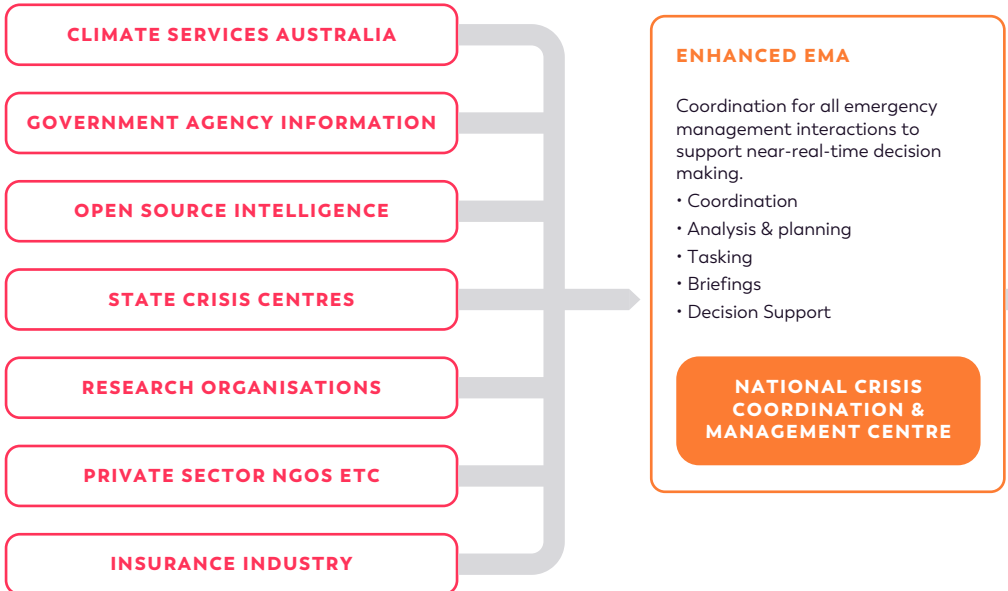 CLIMATE SERVICES AUSTRALIA
GOVERNMENT AGENCY INFORMATION
OPEN SOURCE INTELLIGENCE
STATE CRISIS CENTRES
RESEARCH ORGANISATIONS
PRIVATE SECTOR NGOS ETC
INSURANCE INDUSTRY
ENHANCED EMA
Coordination for all emergency
management interactions to
support near-real-time decision
making.
• Coordination
• Analysis & planning
• Tasking
• Briefings
• Decision Support
NATIONAL CRISIS
COORDINATION &
MANAGEMENT CENTRE